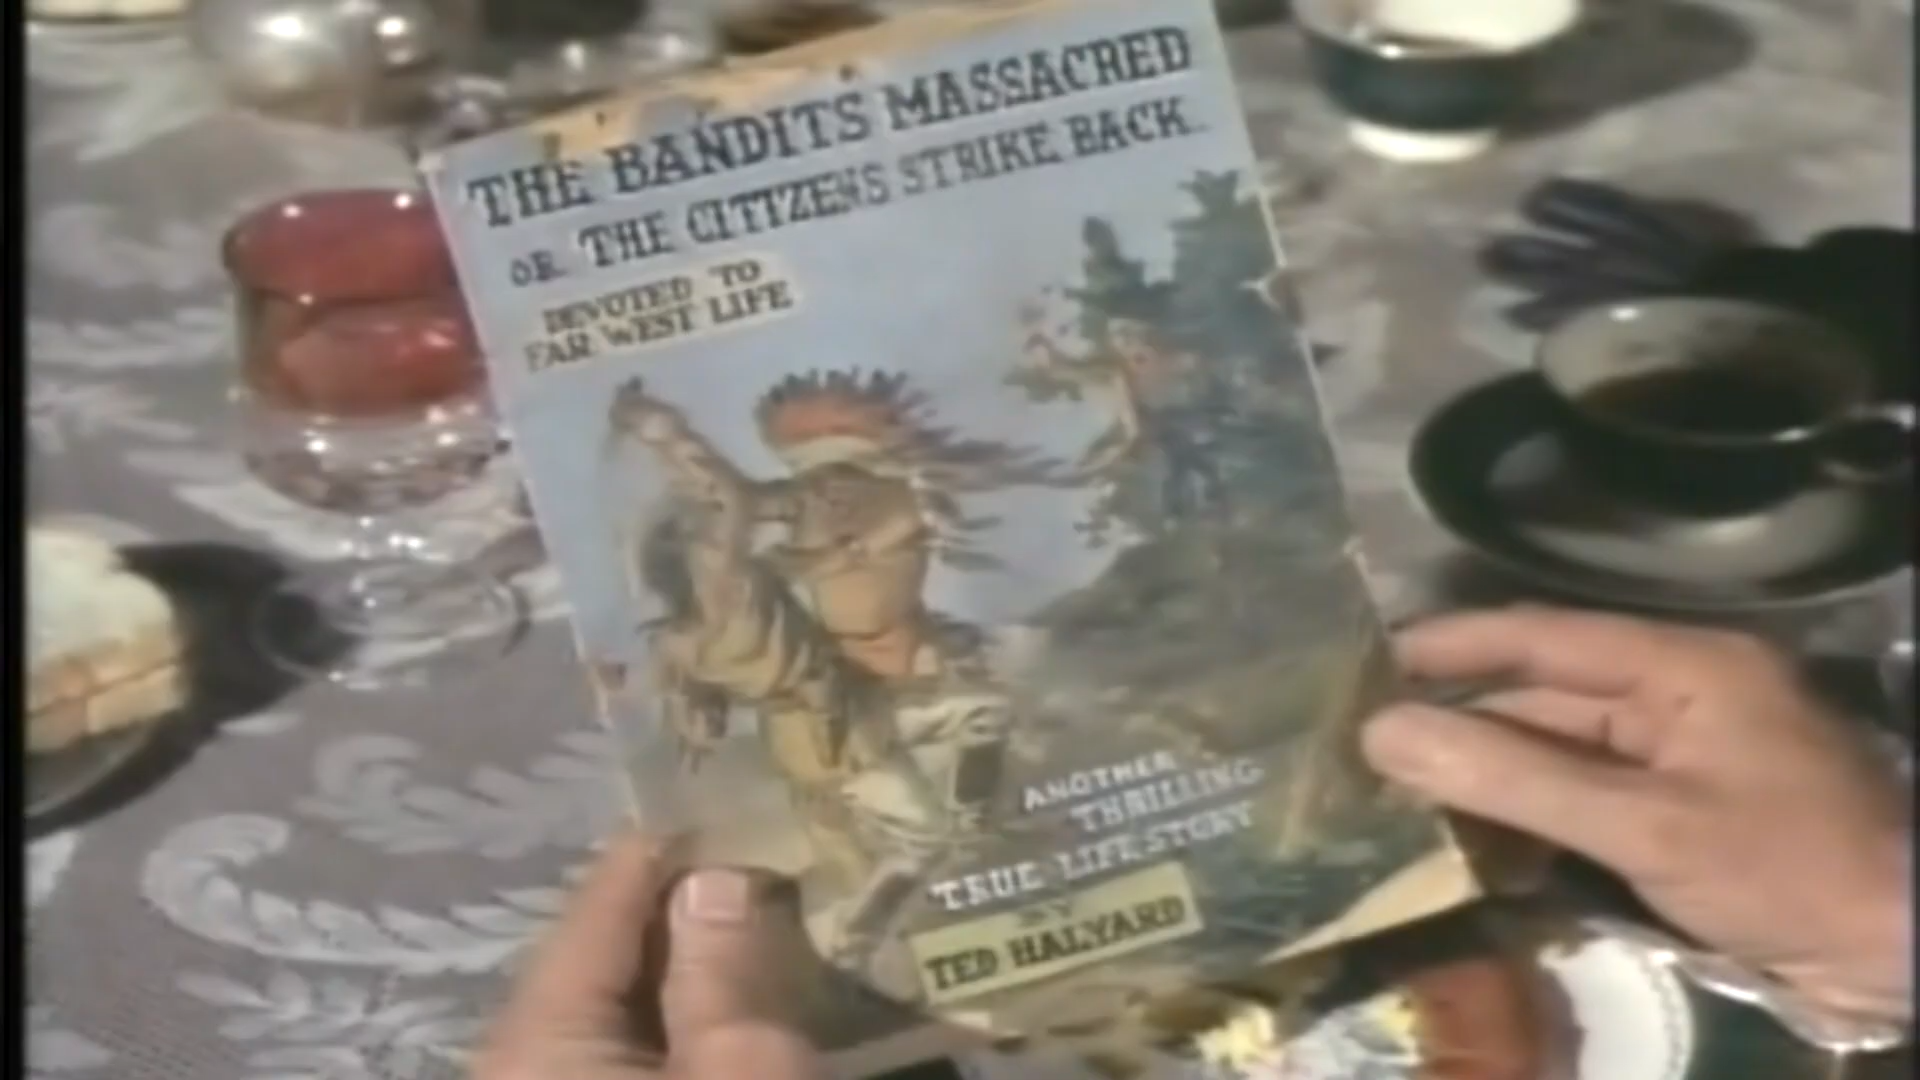 THE BANDITS MASSACRED
OR THE CITIZENS STRIKE BACK
DEVOTED TO
FAR WEST LIFE
ANOTHER
THRILLING
TRUE LIFE STORY
BY
TED HALYARD